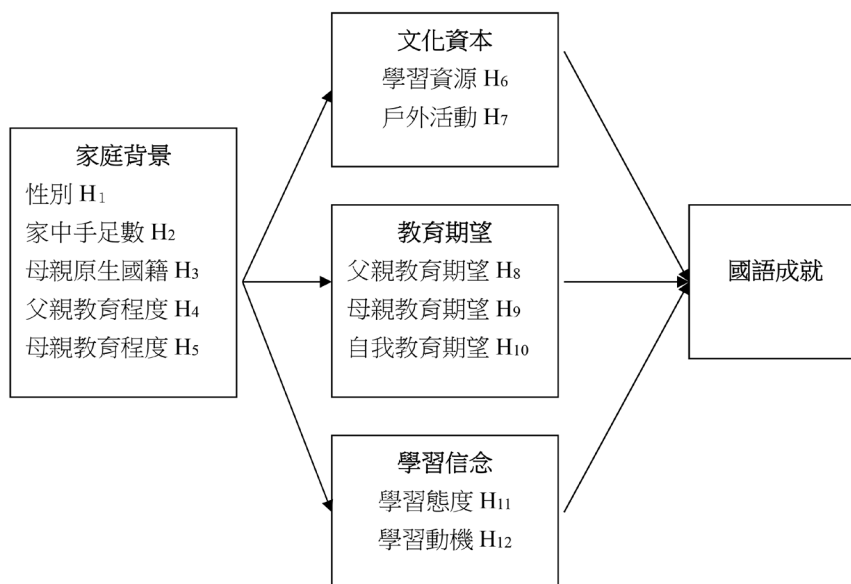 文化資本
學習資源 H₆
戶外活動 H₇
家庭背景
性別 H₁
家中手足數 H₂
母親原生國籍 H₃
父親教育程度 H₄
母親教育程度 H₅
教育期望
父親教育期望 H₈
母親教育期望 H₉
自我教育期望 H₁₀
國語成就
學習信念
學習態度 H₁₁
學習動機 H₁₂